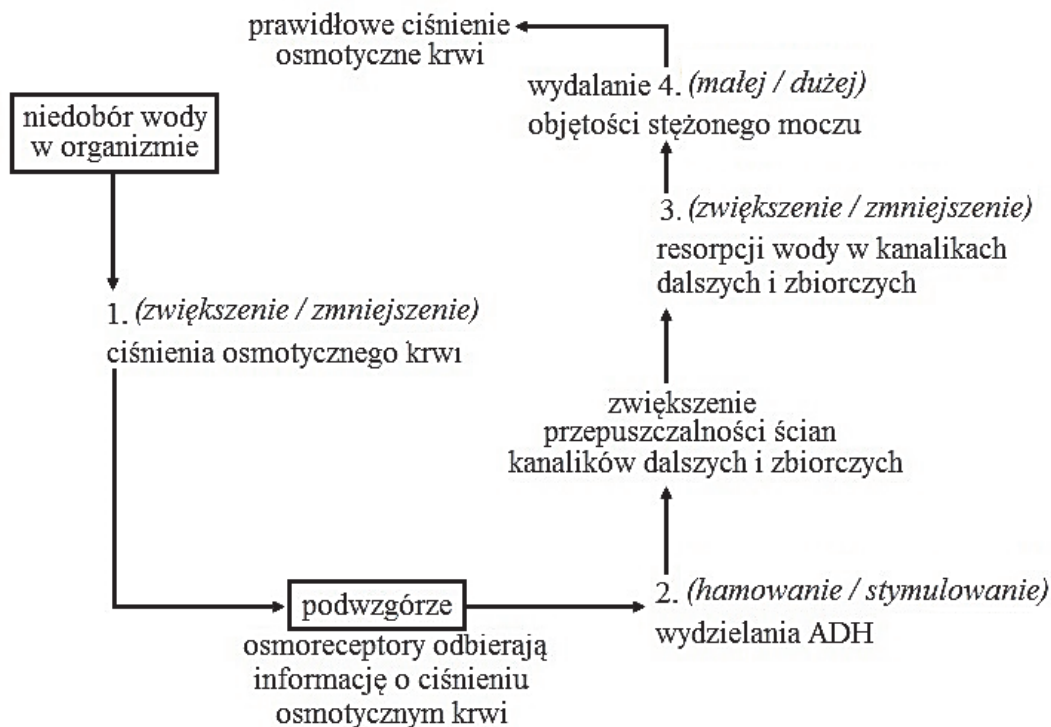 prawidłowe ciśnienie
osmotyczne krwi
niedobór wody
w organizmie
wydalanie 4. (małej / dużej)
objętości stężonego moczu
3. (zwiększenie / zmniejszenie)
resorpcji wody w kanalikach
dalszych i zbiorczych
1. (zwiększenie / zmniejszenie)
ciśnienia osmotycznego krwi
zwiększenie
przepuszczalności ścian
kanalików dalszych i zbiorczych
podwzgórze
osmoreceptory odbierają
informację o ciśnieniu
osmotycznym krwi
2. (hamowanie / stymulowanie)
wydzielania ADH